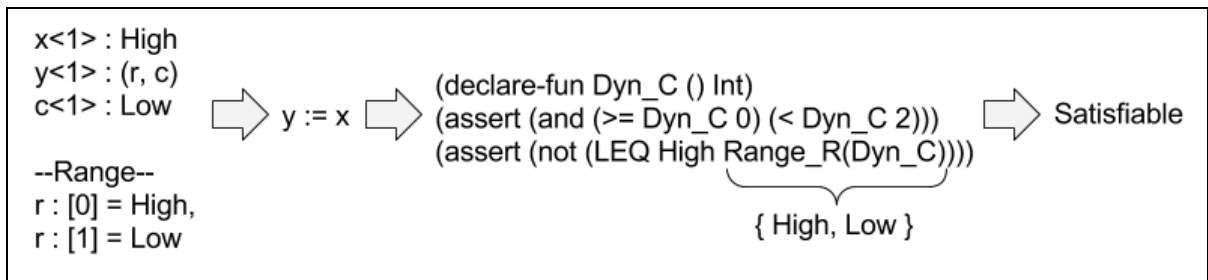 x<1> : High
y<1> : (r, c)
c<1> : Low
--Range--
r : [0] = High,
r : [1] = Low
y := x
(declare-fun Dyn_C () Int)
(assert (and (>= Dyn_C 0) (< Dyn_C 2)))
(assert (not (LEQ High Range_R(Dyn_C))))
{ High, Low }
Satisfiable